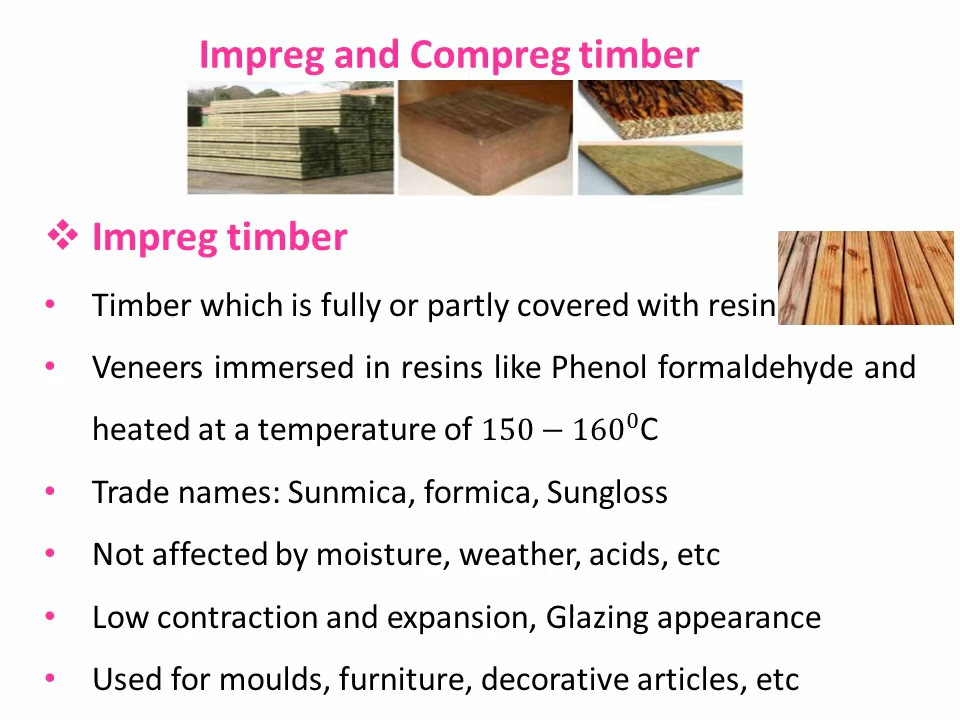 Impreg and Compreg timber
❖ Impreg timber
• Timber which is fully or partly covered with resin
• Veneers immersed in resins like Phenol formaldehyde and
heated at a temperature of 150 − 160⁰C
• Trade names: Sunmica, formica, Sungloss
• Not affected by moisture, weather, acids, etc
• Low contraction and expansion, Glazing appearance
• Used for moulds, furniture, decorative articles, etc